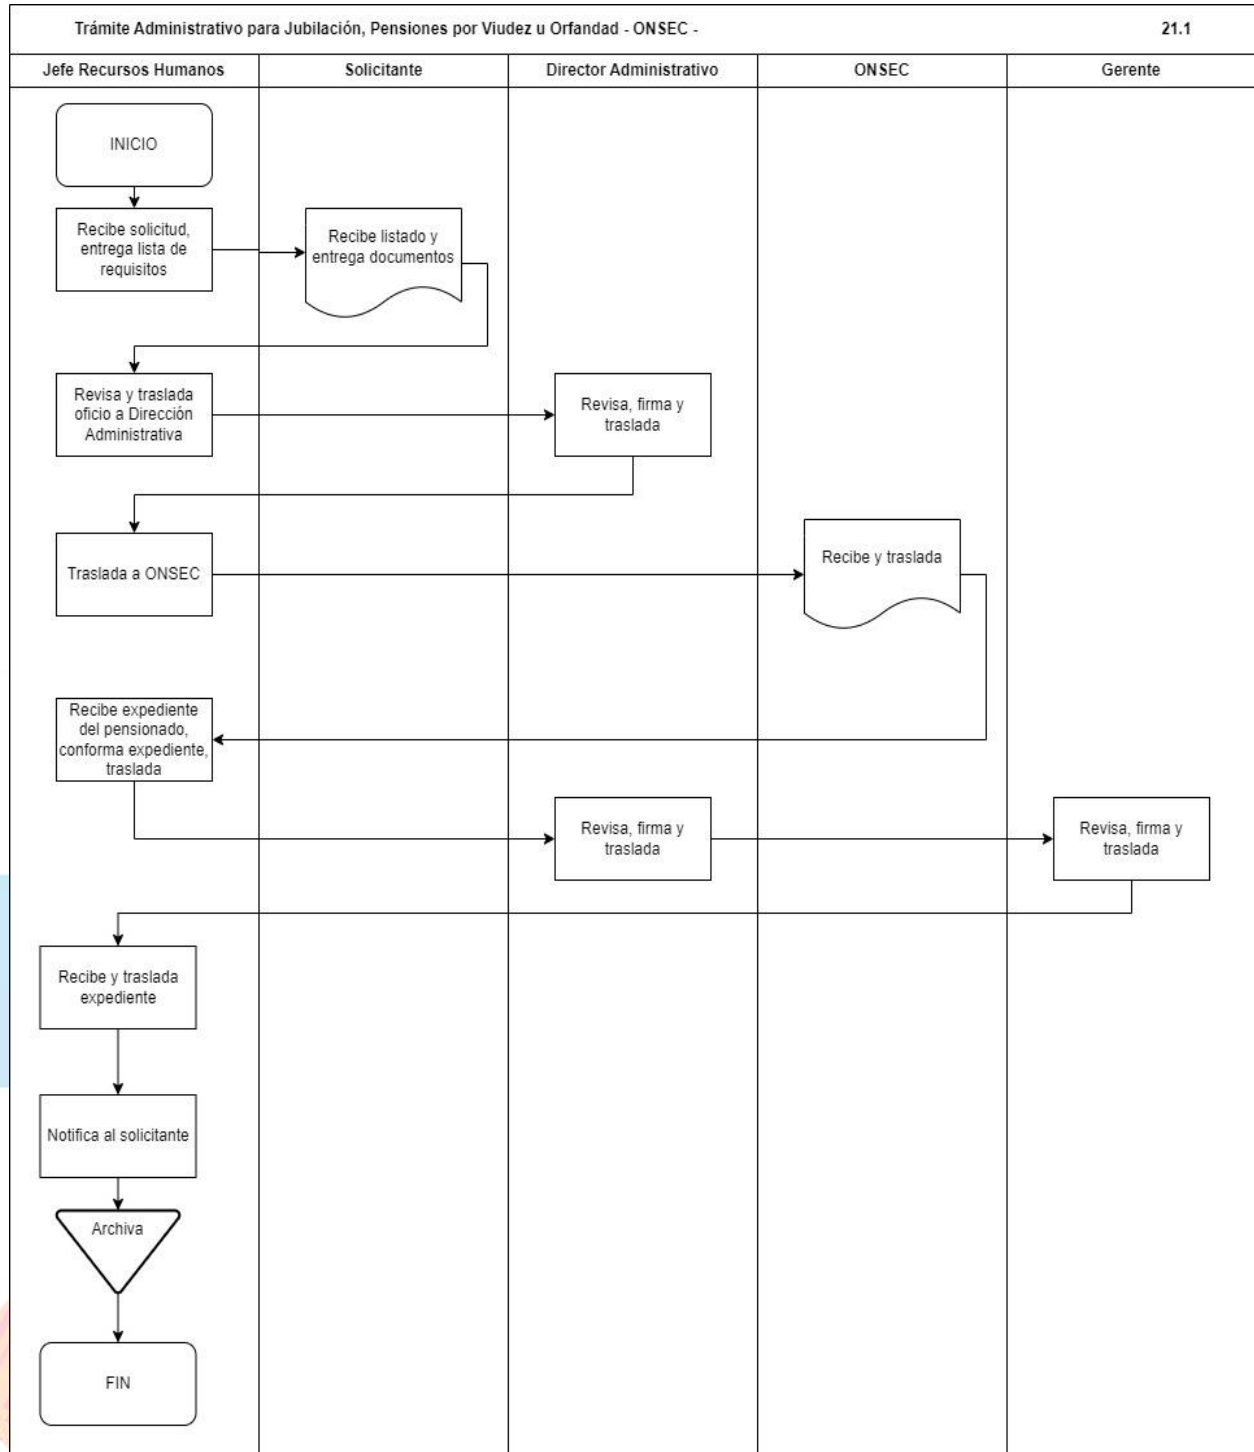 Trámite Administrativo para Jubilación, Pensiones por Viudez u Orfandad - ONSEC -
21.1
Jefe Recursos Humanos
Solicitante
Director Administrativo
ONSEC
Gerente
INICIO
Recibe solicitud,
entrega lista de
requisitos
Recibe listado y
entrega documentos
Revisa y traslada
oficio a Dirección
Administrativa
Revisa, firma y
traslada
Traslada a ONSEC
Recibe y traslada
Recibe expediente
del pensionado,
conforma expediente,
traslada
Revisa, firma y
traslada
Revisa, firma y
traslada
Recibe y traslada
expediente
Notifica al solicitante
Archiva
FIN